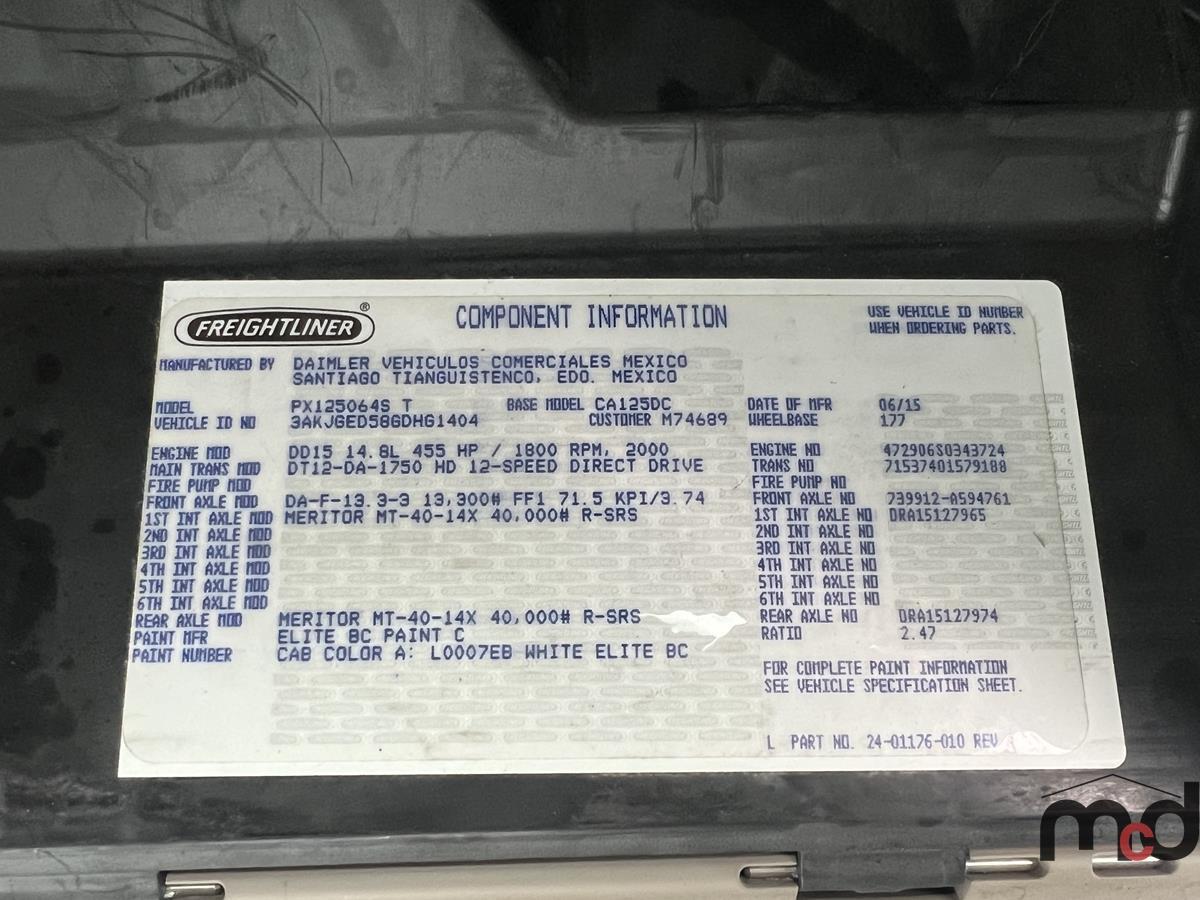 FREIGHTLINER ®
COMPONENT INFORMATION
USE VEHICLE ID NUMBER
WHEN ORDERING PARTS.
MANUFACTURED BY DAIMLER VEHICULOS COMERCIALES MEXICO
SANTIAGO TIANGUISTENCO, EDO. MEXICO
MODEL PX125064S T BASE MODEL CA125DC DATE OF MFR 06/15
VEHICLE ID NO 3AKJGED58GDHG1404 CUSTOMER M74689 WHEELBASE 177
ENGINE MOD DD15 14.8L 455 HP / 1800 RPM, 2000 ENGINE NO 472906S0343724
MAIN TRANS MOD DT12-DA-1750 HD 12-SPEED DIRECT DRIVE TRANS NO 71537401579188
FIRE PUMP MOD FIRE PUMP NO
FRONT AXLE MOD DA-F-13.3-3 13,300# FF1 71.5 KPI/3.74 FRONT AXLE NO 739912-A594761
1ST INT AXLE MOD MERITOR MT-40-14X 40,000# R-SRS 1ST INT AXLE NO DRA15127965
2ND INT AXLE MOD 2ND INT AXLE NO
3RD INT AXLE MOD 3RD INT AXLE NO
4TH INT AXLE MOD 4TH INT AXLE NO
5TH INT AXLE MOD 5TH INT AXLE NO
6TH INT AXLE MOD 6TH INT AXLE NO
REAR AXLE MOD MERITOR MT-40-14X 40,000# R-SRS REAR AXLE NO DRA15127974
PAINT MFR ELITE BC PAINT C RATIO 2.47
PAINT NUMBER CAB COLOR A: L0007EB WHITE ELITE BC
FOR COMPLETE PAINT INFORMATION
SEE VEHICLE SPECIFICATION SHEET.
L PART NO. 24-01176-010 REV
mcd